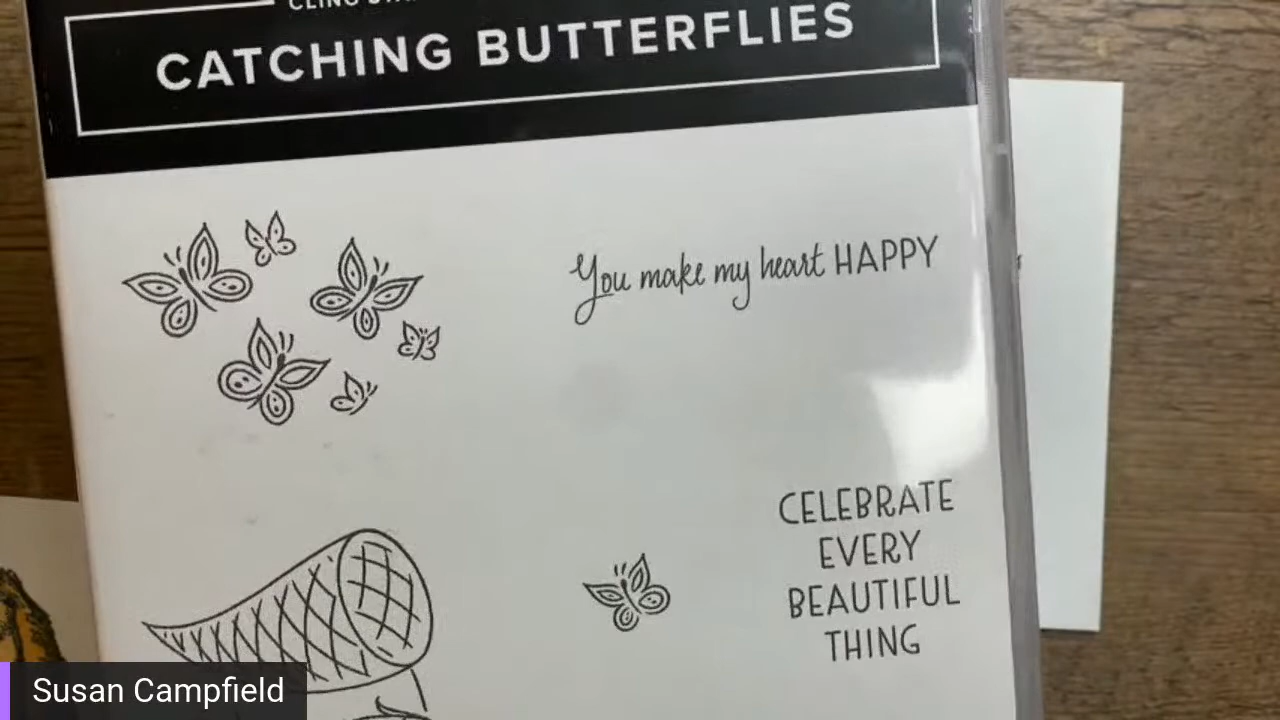 CATCHING BUTTERFLIES
You make my heart HAPPY
CELEBRATE
EVERY
BEAUTIFUL
THING
Susan Campfield